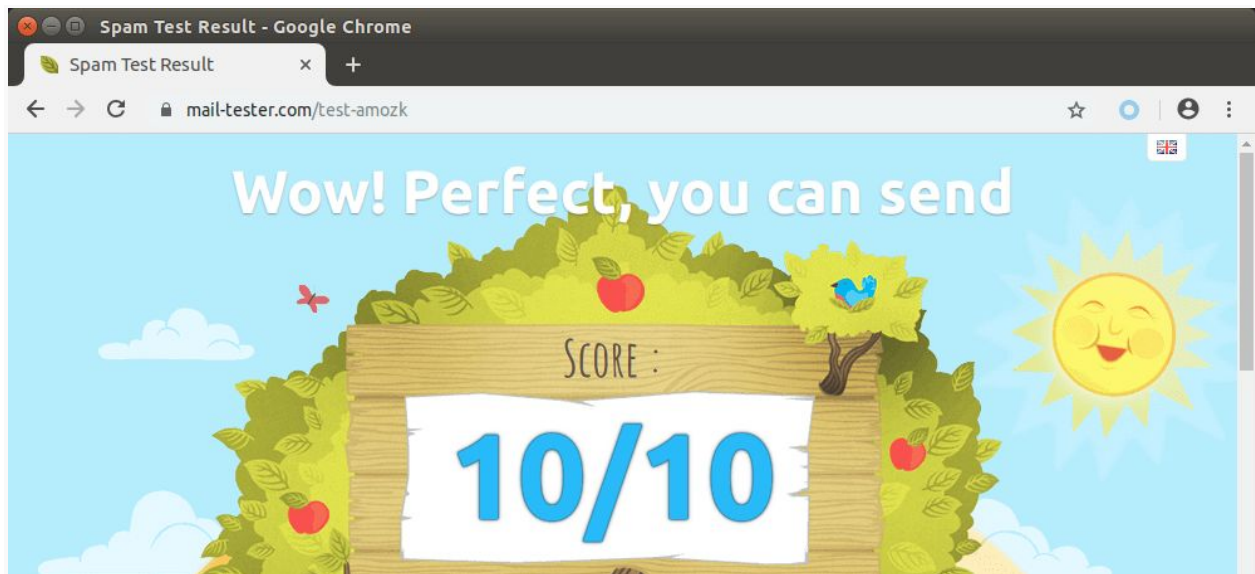 Spam Test Result - Google Chrome
Spam Test Result
mail-tester.com/test-amozk
Wow! Perfect, you can send
SCORE :
10/10